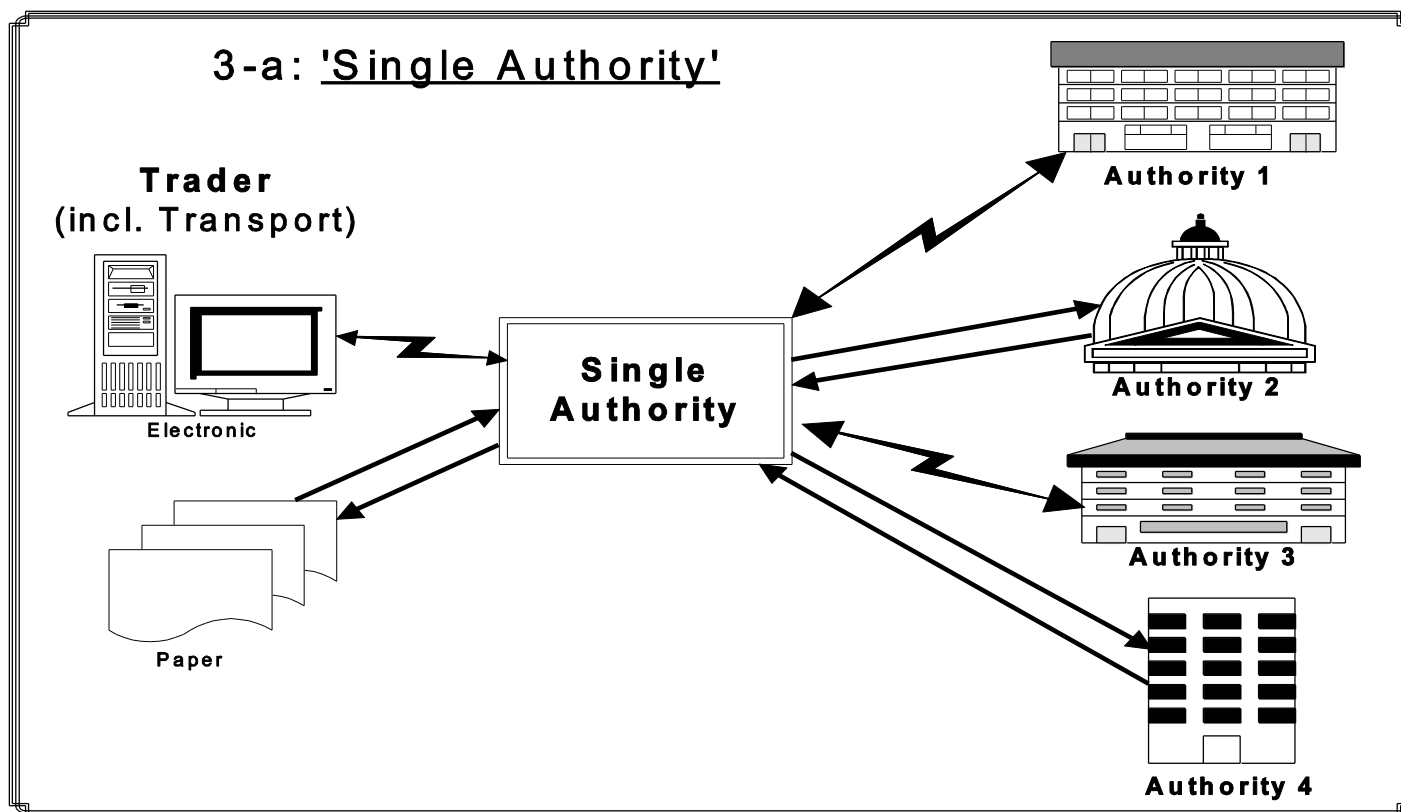 3-a: 'Single Authority'
Trader
(incl. Transport)
Electronic
Paper
Single
Authority
Authority 1
Authority 2
Authority 3
Authority 4